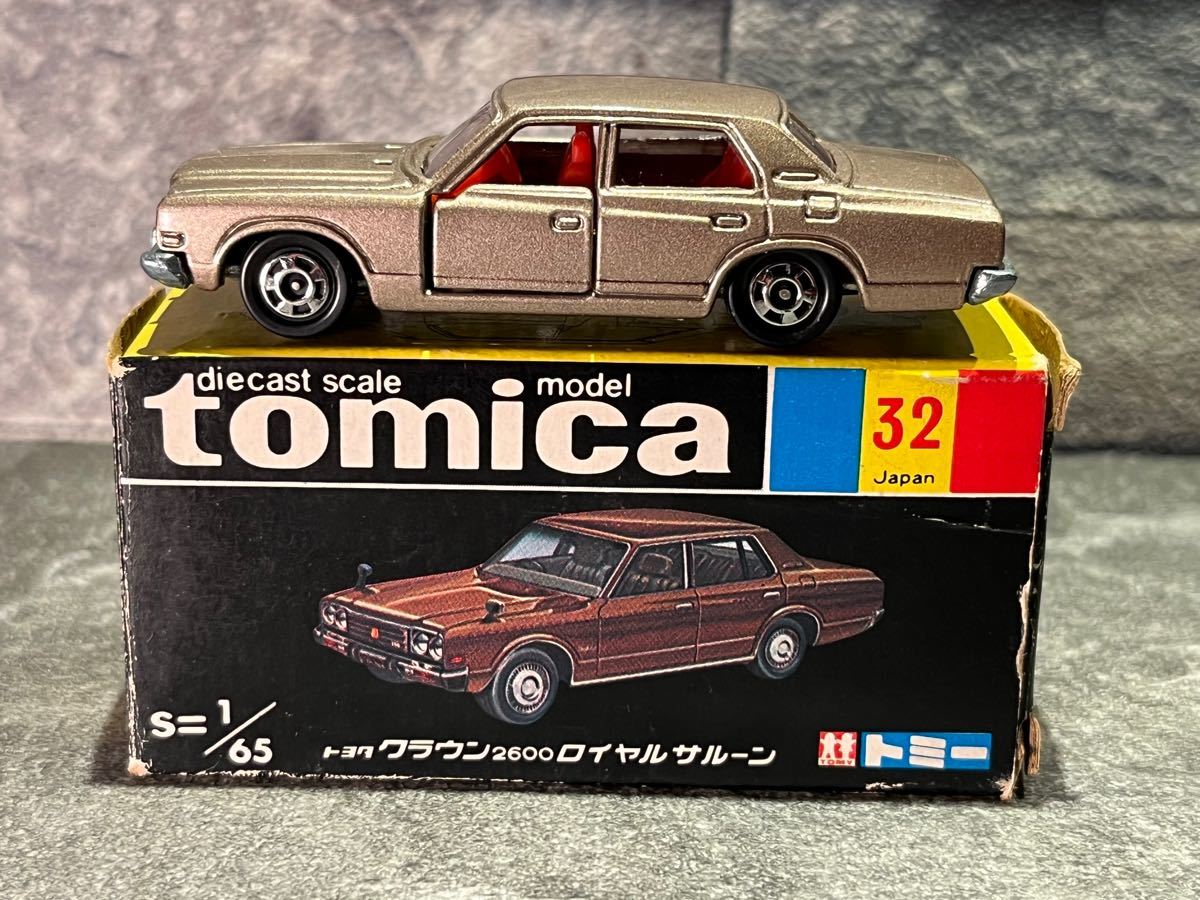 diecast scale model
tomica
32
Japan
S=1/65
トヨタ クラウン2600 ロイヤル サルーン
TOMY
トミー